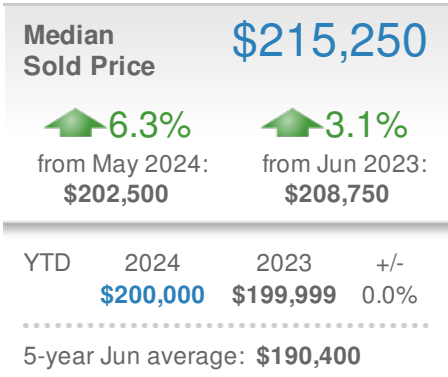 Median
Sold Price
$215,250
6.3%
3.1%
from May 2024:
from Jun 2023:
$202,500
$208,750
YTD 2024 2023 +/-
$200,000 $199,999 0.0%
5-year Jun average: $190,400